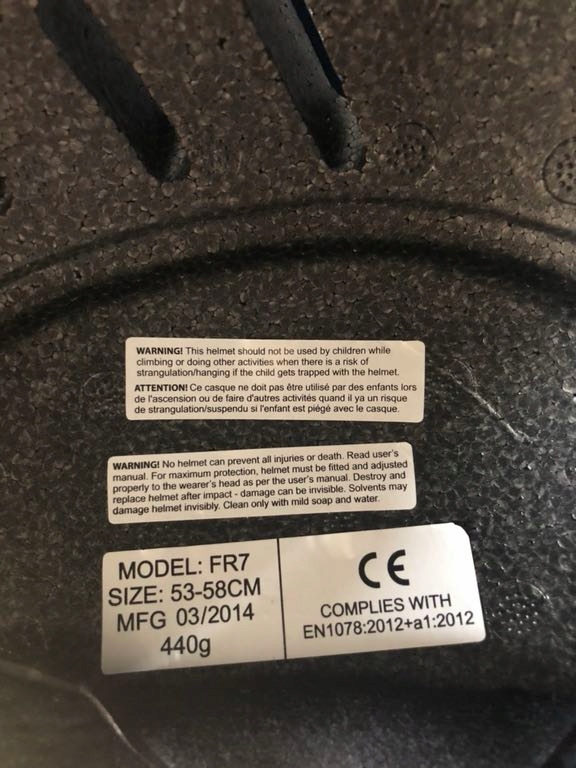 WARNING! This helmet should not be used by children while
climbing or doing other activities when there is a risk of
strangulation/hanging if the child gets trapped with the helmet.
ATTENTION! Ce casque ne doit pas être utilisé par des enfants lors
de l'ascension ou de faire d'autres activités quand il ya un risque
de strangulation/suspendu si l'enfant est piégé avec le casque.
WARNING! No helmet can prevent all injuries or death. Read user's
manual. For maximum protection, helmet must be fitted and adjusted
properly to the wearer's head as per the user's manual. Destroy and
replace helmet after impact - damage can be invisible. Solvents may
damage helmet invisibly. Clean only with mild soap and water.
MODEL: FR7
SIZE: 53-58CM
MFG 03/2014
440g
CE
COMPLIES WITH
EN1078:2012+a1:2012